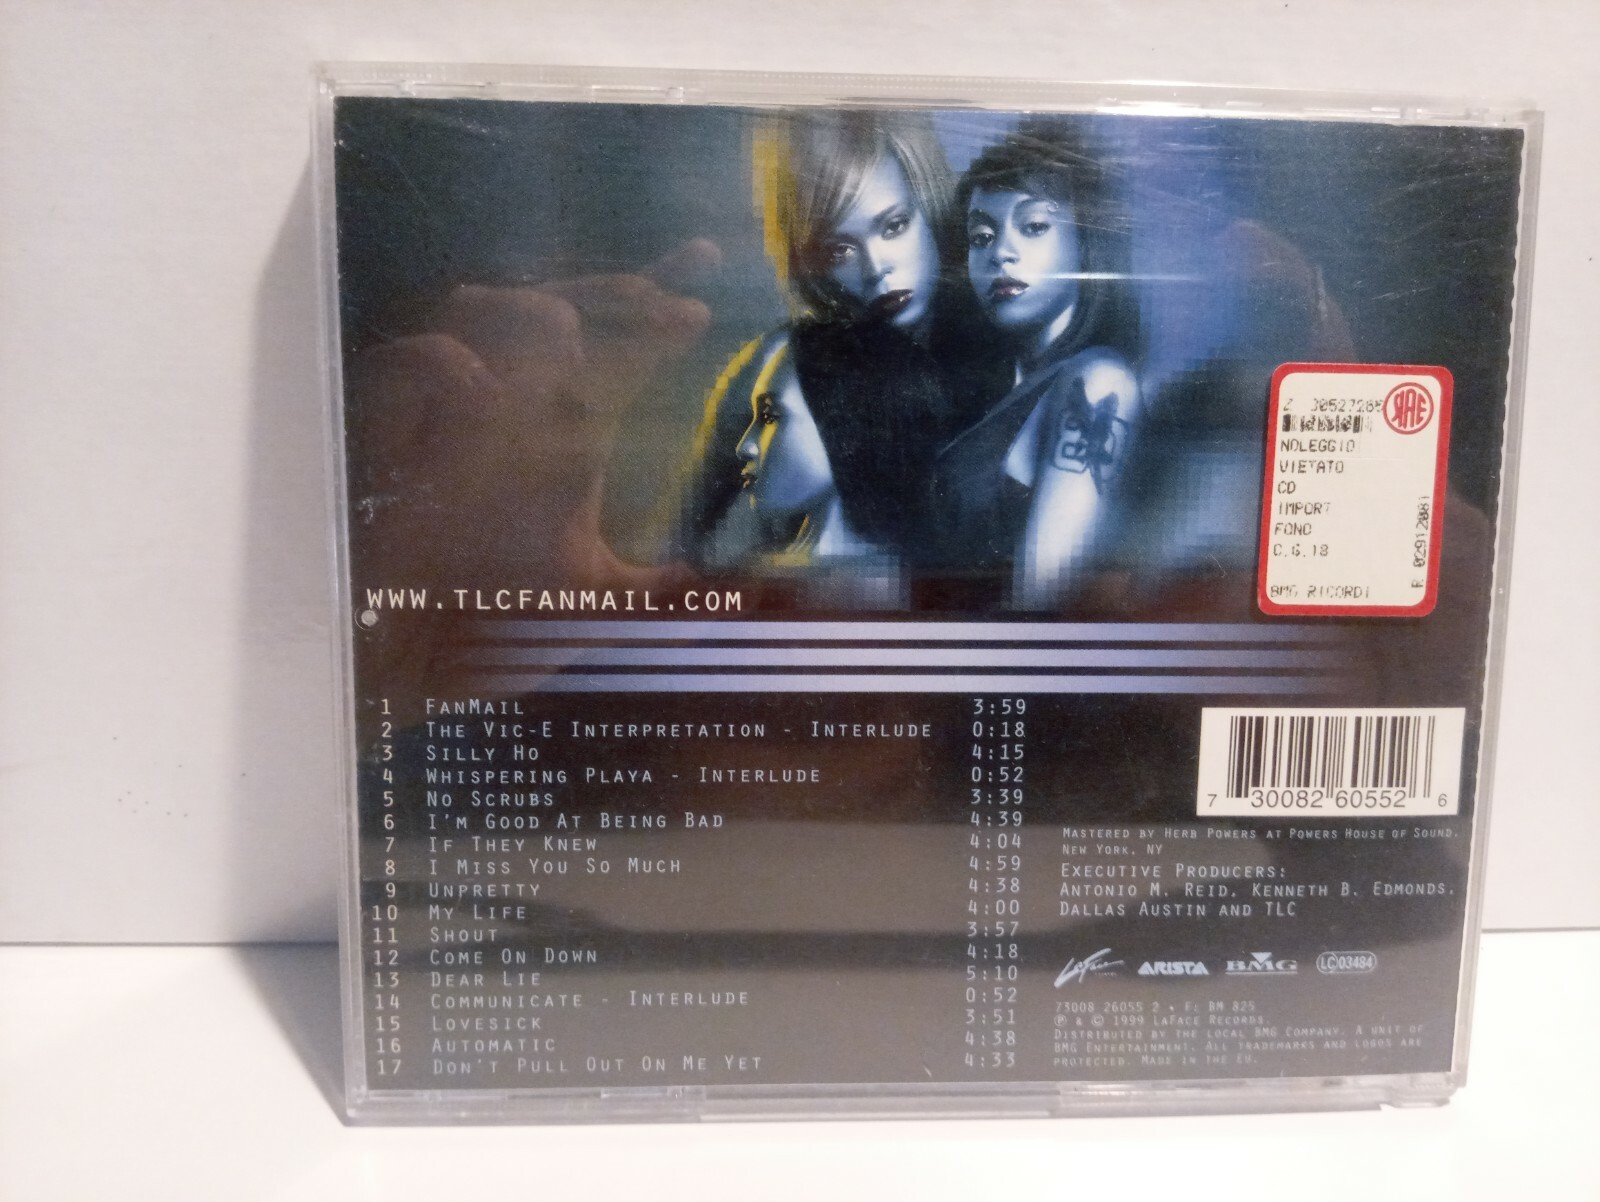 Z 30527285
SIAE
NOLEGGIO
VIETATO
CD
IMPORT
FONO
C.G.18
BMG RICORDI
R 02912881
WWW.TLCFANMAIL.COM
1 FANMAIL 3:59
2 THE VIC-E INTERPRETATION - INTERLUDE 0:18
3 SILLY HO 4:15
4 WHISPERING PLAYA - INTERLUDE 0:52
5 NO SCRUBS 3:39
6 I'M GOOD AT BEING BAD 4:39
7 IF THEY KNEW 4:04
8 I MISS YOU SO MUCH 4:59
9 UNPRETTY 4:38
10 MY LIFE 4:00
11 SHOUT 3:57
12 COME ON DOWN 4:18
13 DEAR LIE 5:10
14 COMMUNICATE - INTERLUDE 0:52
15 LOVESICK 3:51
16 AUTOMATIC 4:38
17 DON'T PULL OUT ON ME YET 4:33
7 30082 60552 6
MASTERED BY HERB POWERS AT POWERS HOUSE OF SOUND.
NEW YORK, NY
EXECUTIVE PRODUCERS:
ANTONIO M. REID, KENNETH B. EDMONDS,
DALLAS AUSTIN AND TLC
LaFace ARISTA BMG LC 03484
73008 26055 2 • F: BM 825
℗ & © 1999 LAFACE RECORDS.
DISTRIBUTED BY THE LOCAL BMG COMPANY. A UNIT OF
BMG ENTERTAINMENT. ALL TRADEMARKS AND LOGOS ARE
PROTECTED. MADE IN THE EU.